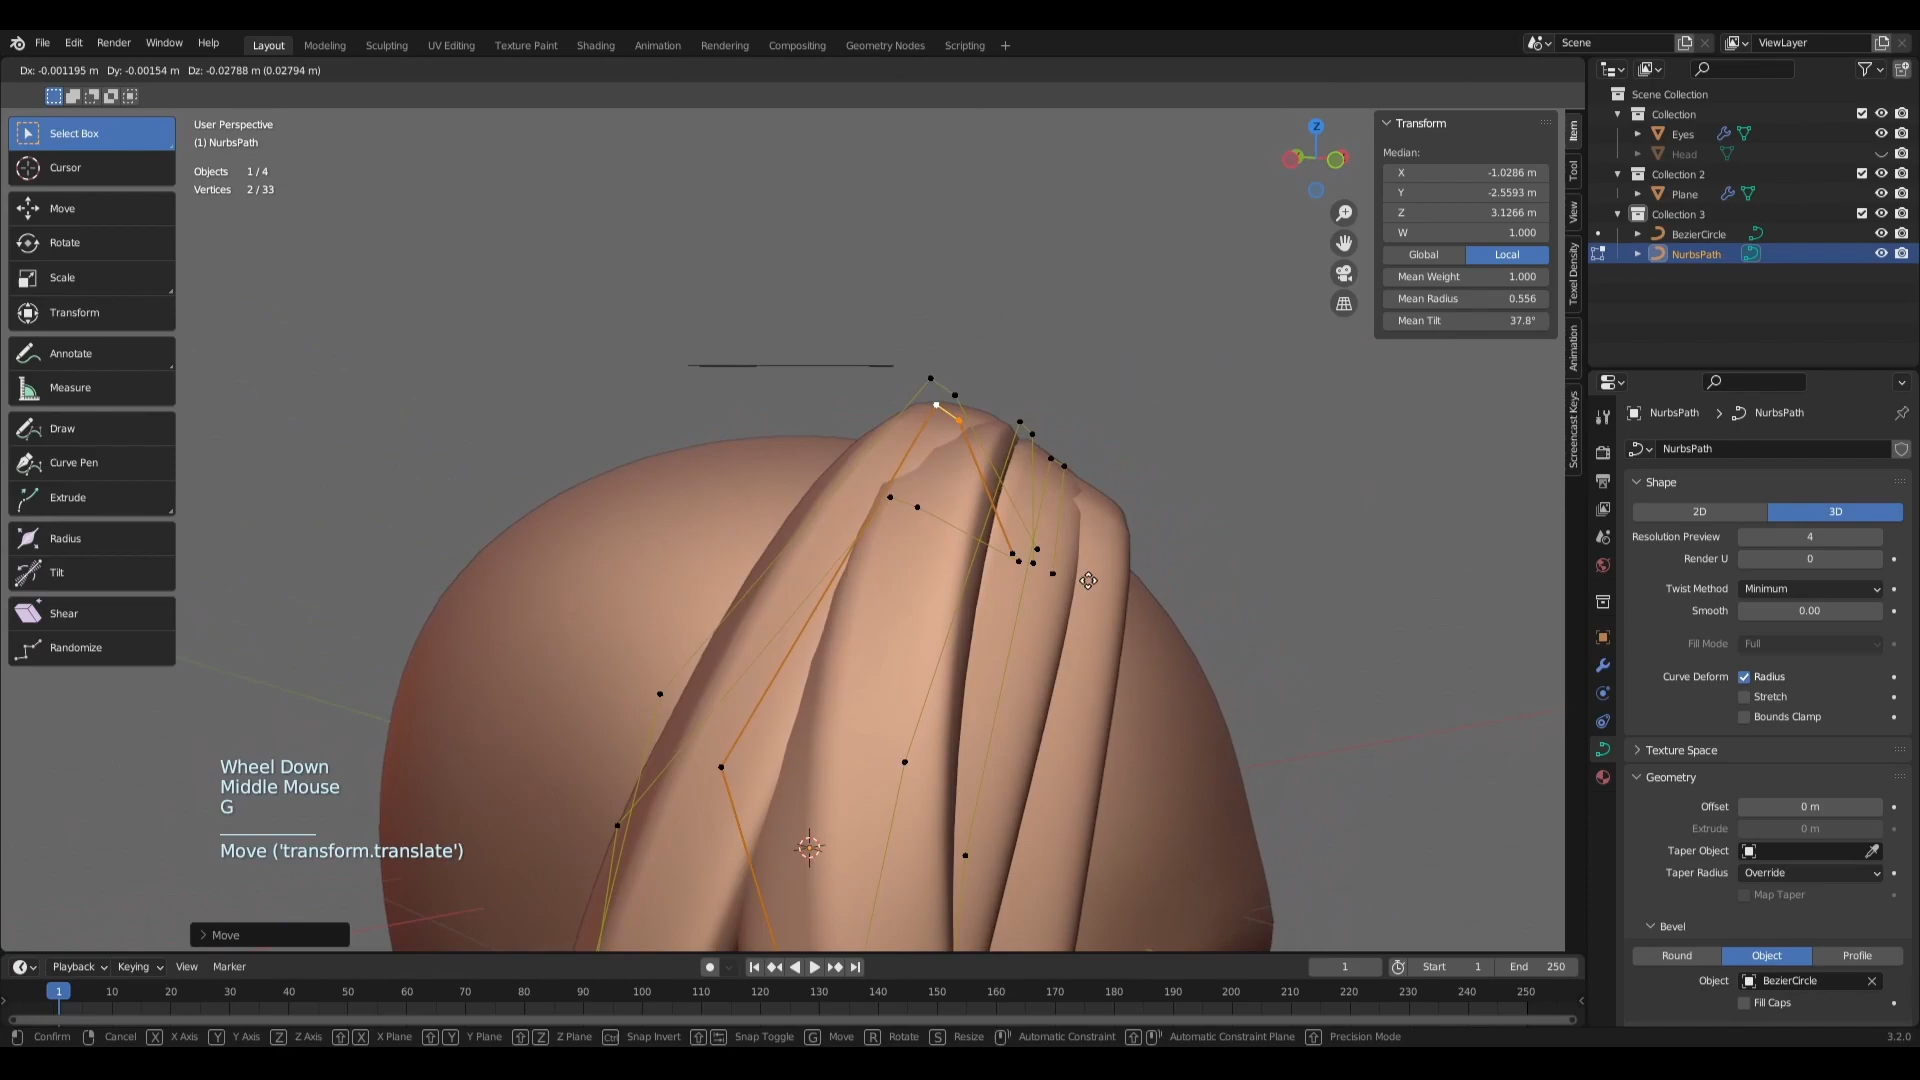 File Edit Render Window Help Layout Modeling Sculpting UV Editing Texture Paint Shading Animation Rendering Compositing Geometry Nodes Scripting + Scene ViewLayer
Dx: -0.001195 m Dy: -0.00154 m Dz: -0.02788 m (0.02794 m)
Select Box
Cursor
Move
Rotate
Scale
Transform
Annotate
Measure
Draw
Curve Pen
Extrude
Radius
Tilt
Shear
Randomize
User Perspective
(1) NurbsPath
Objects 1 / 4
Vertices 2 / 33
Z
Wheel Down
Middle Mouse
G
Move ('transform.translate')
Move
Transform
Median:
X -1.0286 m
Y -2.5593 m
Z 3.1266 m
W 1.000
Global Local
Mean Weight 1.000
Mean Radius 0.556
Mean Tilt 37.8°
Item
Tool
View
Texel Density
Animation
Screencast Keys
Scene Collection
Collection
Eyes
Head
Collection 2
Plane
Collection 3
BezierCircle
NurbsPath
NurbsPath > NurbsPath
NurbsPath
Shape
2D 3D
Resolution Preview 4
Render U 0
Twist Method Minimum
Smooth 0.00
Fill Mode Full
Curve Deform Radius
Stretch
Bounds Clamp
Texture Space
Geometry
Offset 0 m
Extrude 0 m
Taper Object
Taper Radius Override
Map Taper
Bevel
Round Object Profile
Object BezierCircle
Fill Caps
Playback Keying View Marker 1 Start 1 End 250
1 10 20 30 40 50 60 70 80 90 100 110 120 130 140 150 160 170 180 190 200 210 220 230 240 250
Confirm Cancel X X Axis Y Y Axis Z Z Axis X X Plane Y Y Plane Z Z Plane Ctrl Snap Invert Snap Toggle G Move R Rotate S Resize Automatic Constraint Automatic Constraint Plane Precision Mode 3.2.0